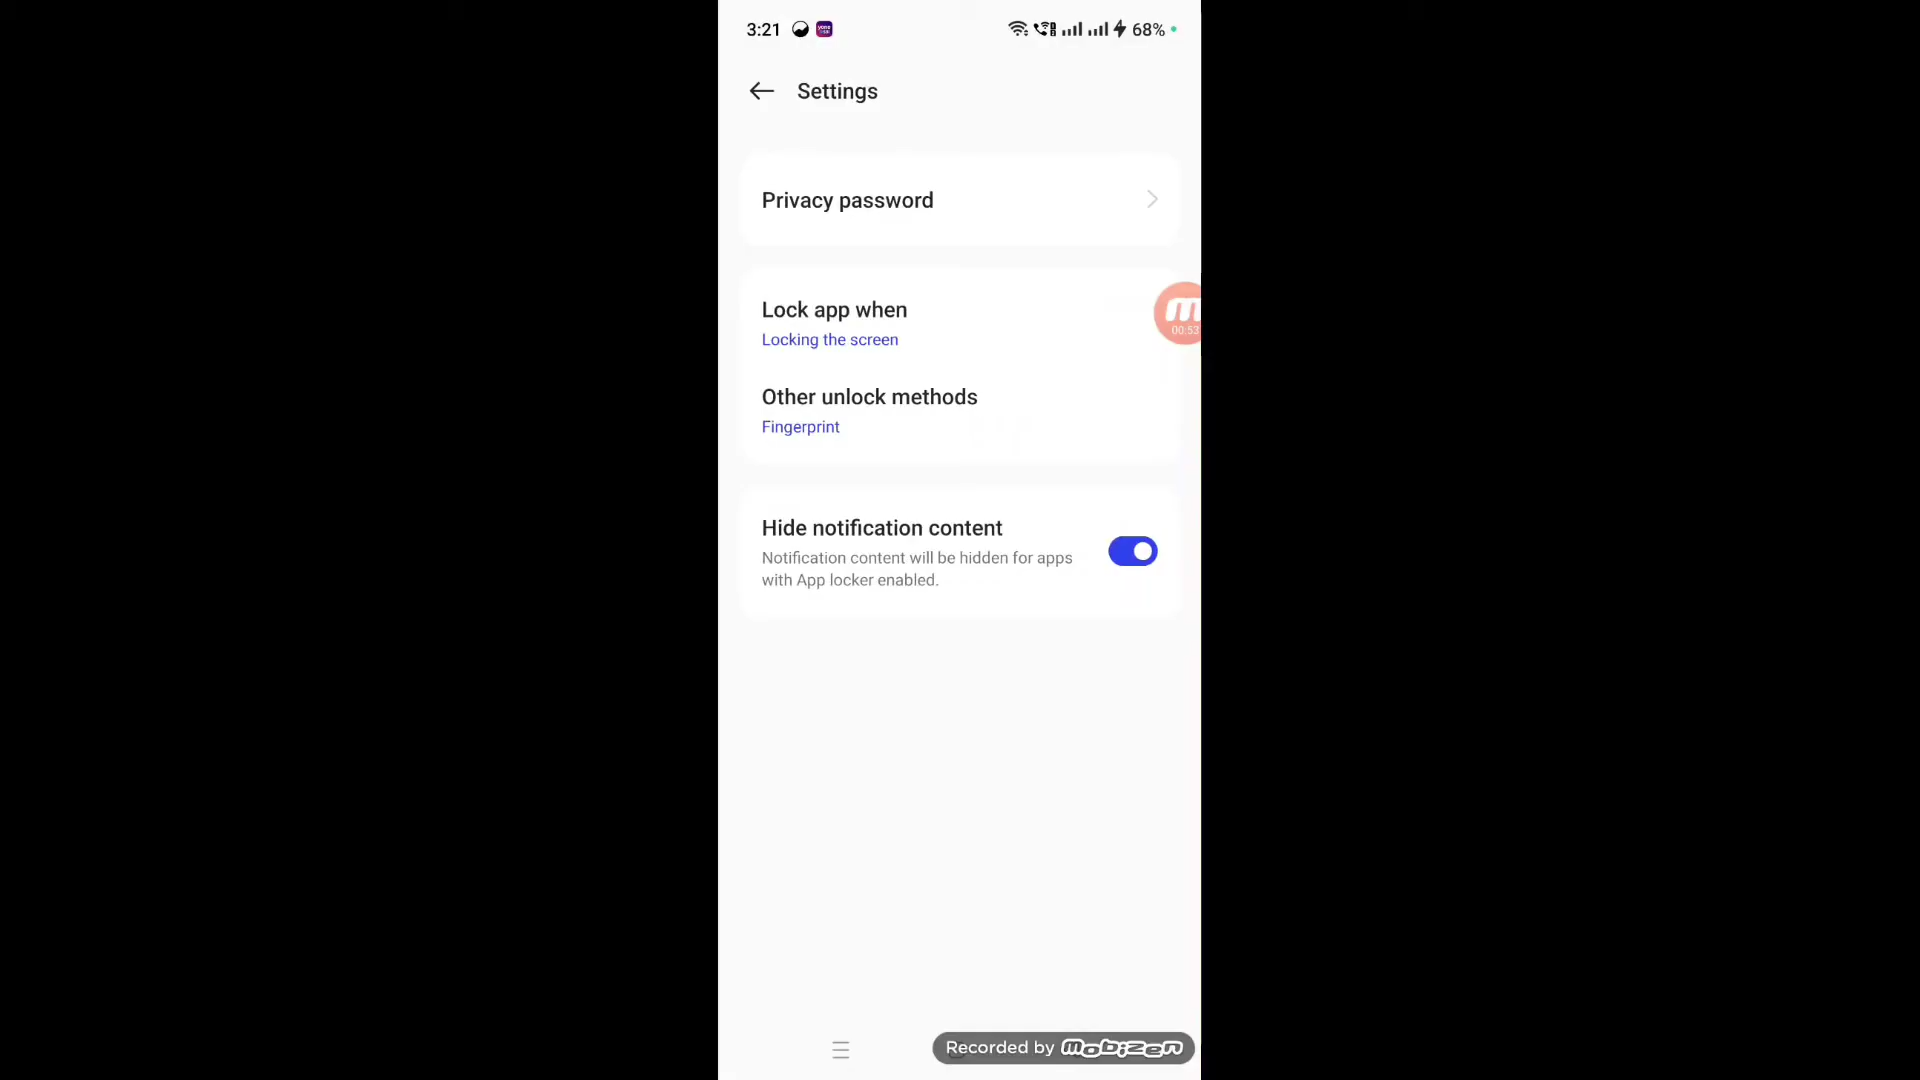 3:21 68%
Settings
Privacy password
Lock app when
Locking the screen
00:53
Other unlock methods
Fingerprint
Hide notification content
Notification content will be hidden for apps
with App locker enabled.
Recorded by mobizen